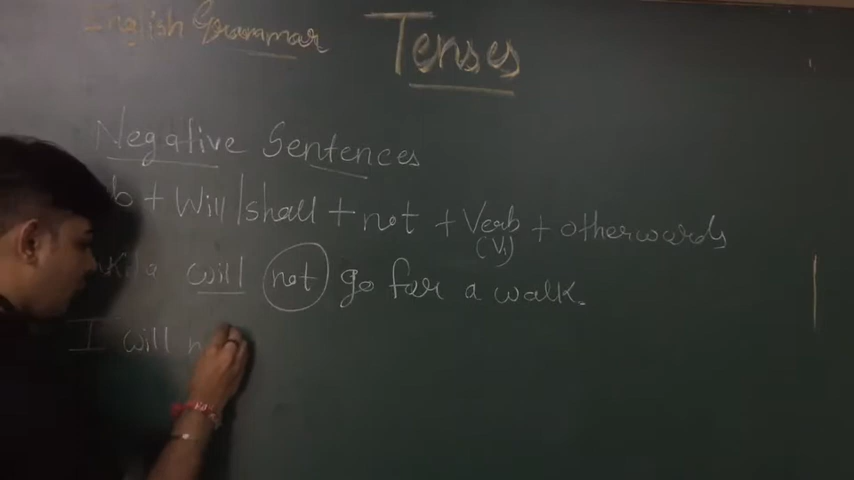 English Grammar
Tenses
Negative Sentences
+ Will/shall + not + Verb + otherwords
(V1)
will not go for a walk.
I will